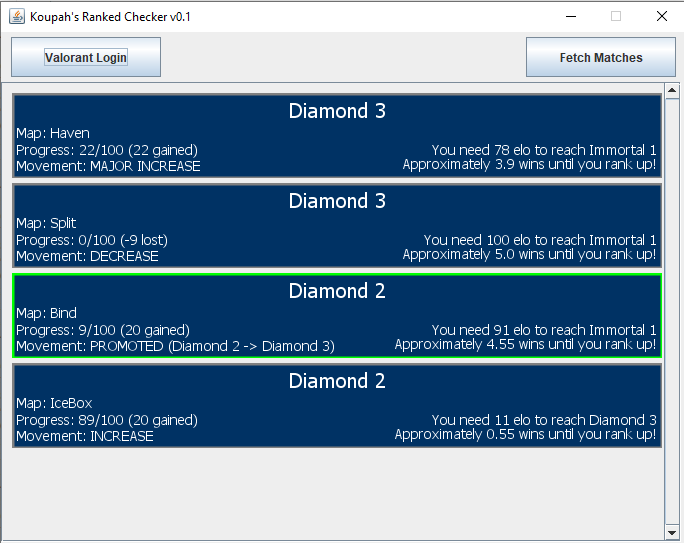 Koupah's Ranked Checker v0.1
Valorant Login
Fetch Matches
Diamond 3
Map: Haven
Progress: 22/100 (22 gained)
Movement: MAJOR INCREASE
You need 78 elo to reach Immortal 1
Approximately 3.9 wins until you rank up!
Diamond 3
Map: Split
Progress: 0/100 (-9 lost)
Movement: DECREASE
You need 100 elo to reach Immortal 1
Approximately 5.0 wins until you rank up!
Diamond 2
Map: Bind
Progress: 9/100 (20 gained)
Movement: PROMOTED (Diamond 2 -> Diamond 3)
You need 91 elo to reach Immortal 1
Approximately 4.55 wins until you rank up!
Diamond 2
Map: IceBox
Progress: 89/100 (20 gained)
Movement: INCREASE
You need 11 elo to reach Diamond 3
Approximately 0.55 wins until you rank up!